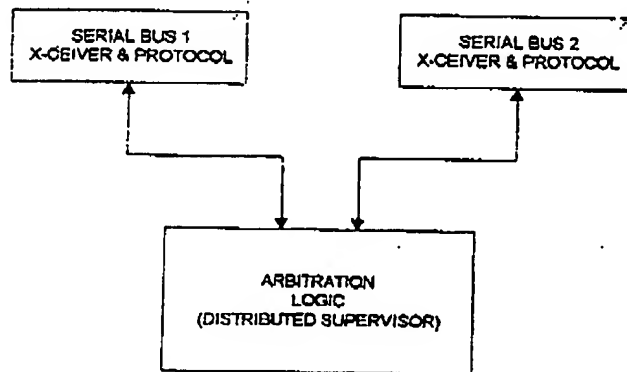 SERIAL BUS 1
X-CEIVER & PROTOCOL
SERIAL BUS 2
X-CEIVER & PROTOCOL
ARBITRATION
LOGIC
(DISTRIBUTED SUPERVISOR)